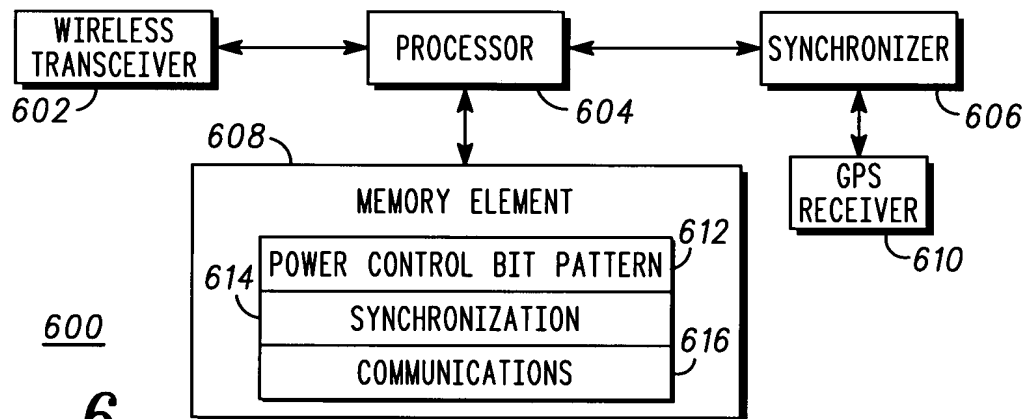 WIRELESS
TRANSCEIVER
602
PROCESSOR
604
SYNCHRONIZER
606
608
MEMORY ELEMENT
GPS
RECEIVER
610
POWER CONTROL BIT PATTERN
612
614
SYNCHRONIZATION
COMMUNICATIONS
616
600
6